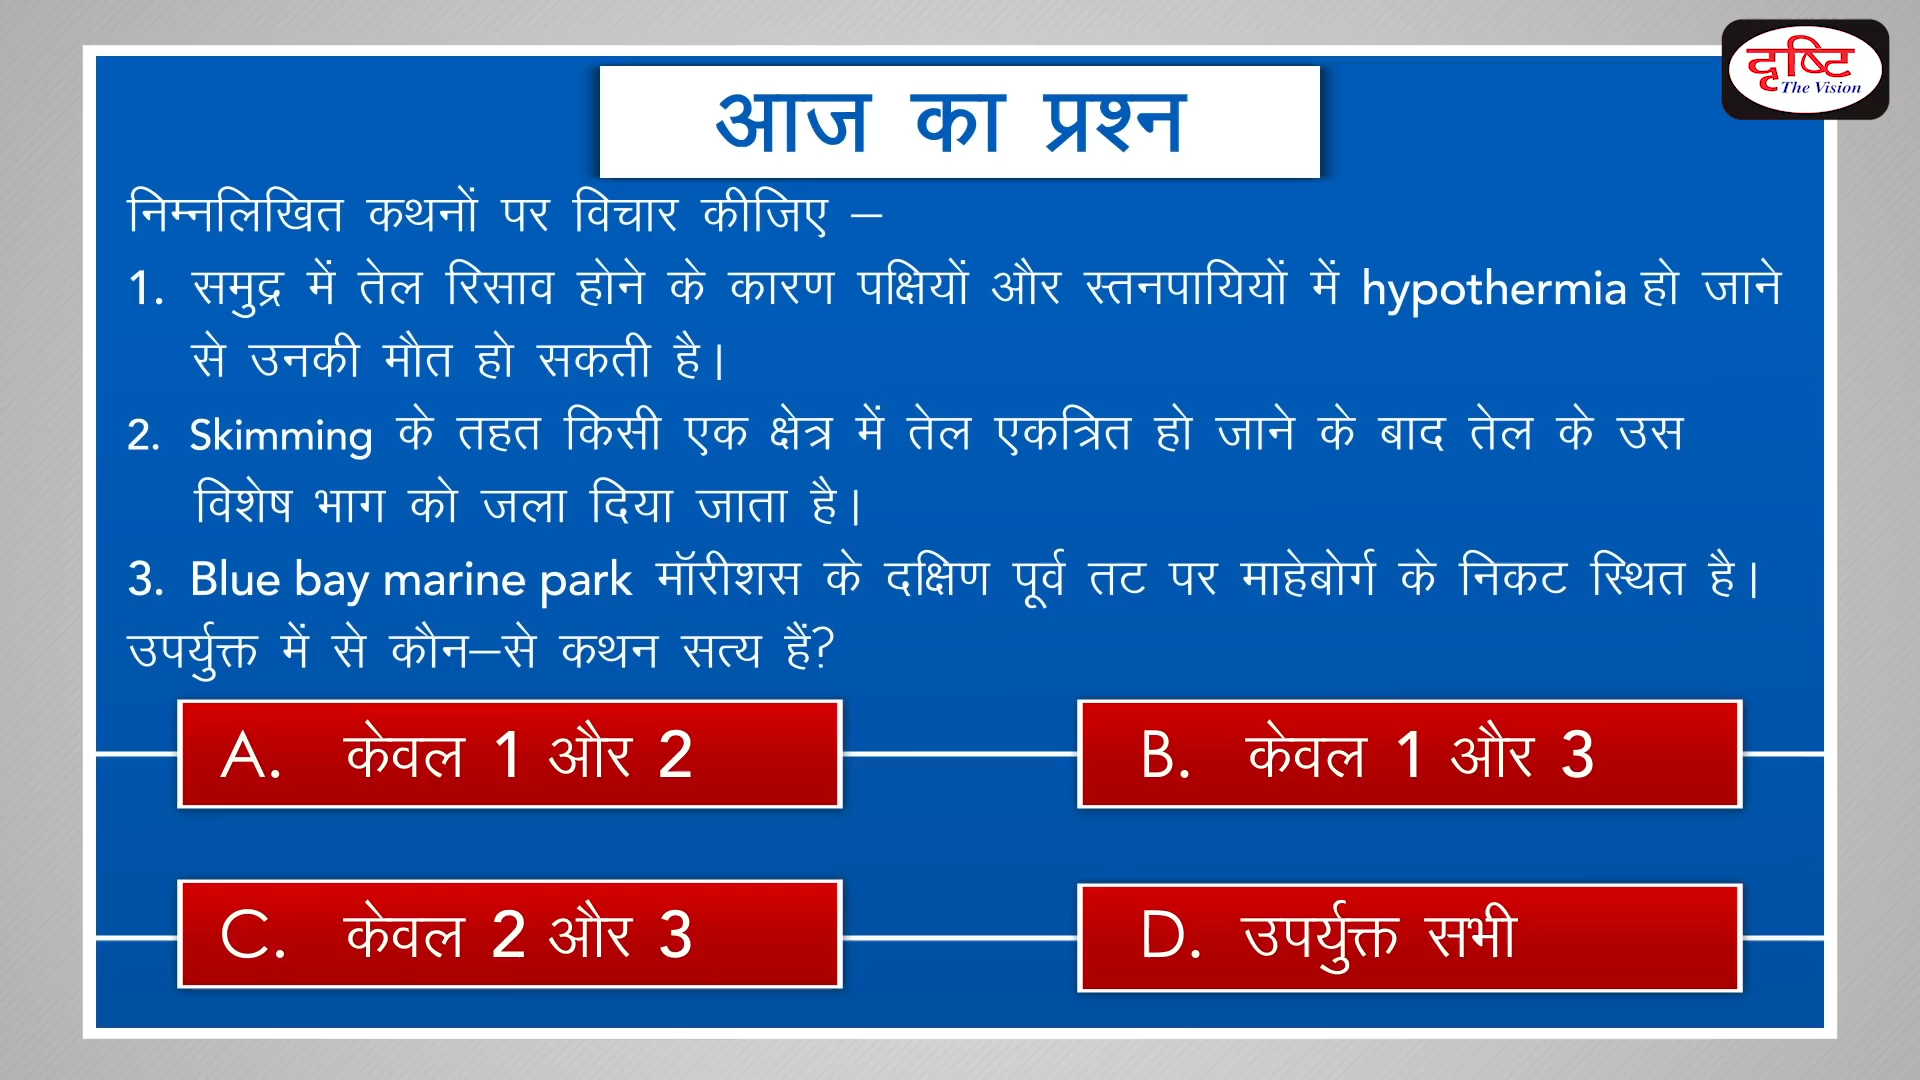 दृष्टि
The Vision
आज का प्रश्न
निम्नलिखित कथनों पर विचार कीजिए –
1. समुद्र में तेल रिसाव होने के कारण पक्षियों और स्तनपायियों में hypothermia हो जाने
से उनकी मौत हो सकती है।
2. Skimming के तहत किसी एक क्षेत्र में तेल एकत्रित हो जाने के बाद तेल के उस
विशेष भाग को जला दिया जाता है।
3. Blue bay marine park मॉरीशस के दक्षिण पूर्व तट पर माहेबोर्ग के निकट स्थित है।
उपर्युक्त में से कौन–से कथन सत्य हैं?
A. केवल 1 और 2
B. केवल 1 और 3
C. केवल 2 और 3
D. उपर्युक्त सभी